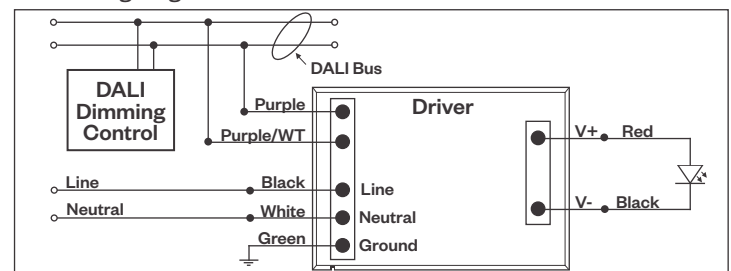 DALI Bus
DALI
Dimming
Control
Purple
Driver
Purple/WT
V+ Red
Line Black Line
Neutral White Neutral
V- Black
Green Ground